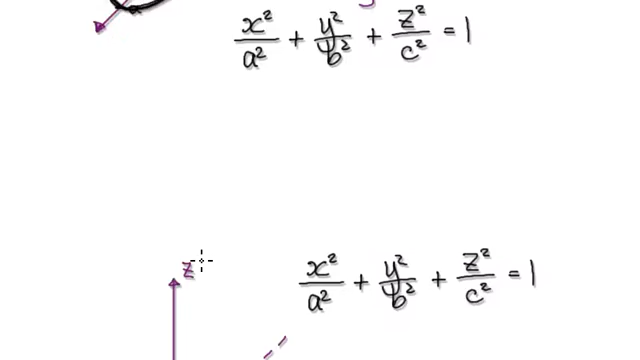 x²/a² + y²/b² + z²/c² = 1
z
x²/a² + y²/b² + z²/c² = 1